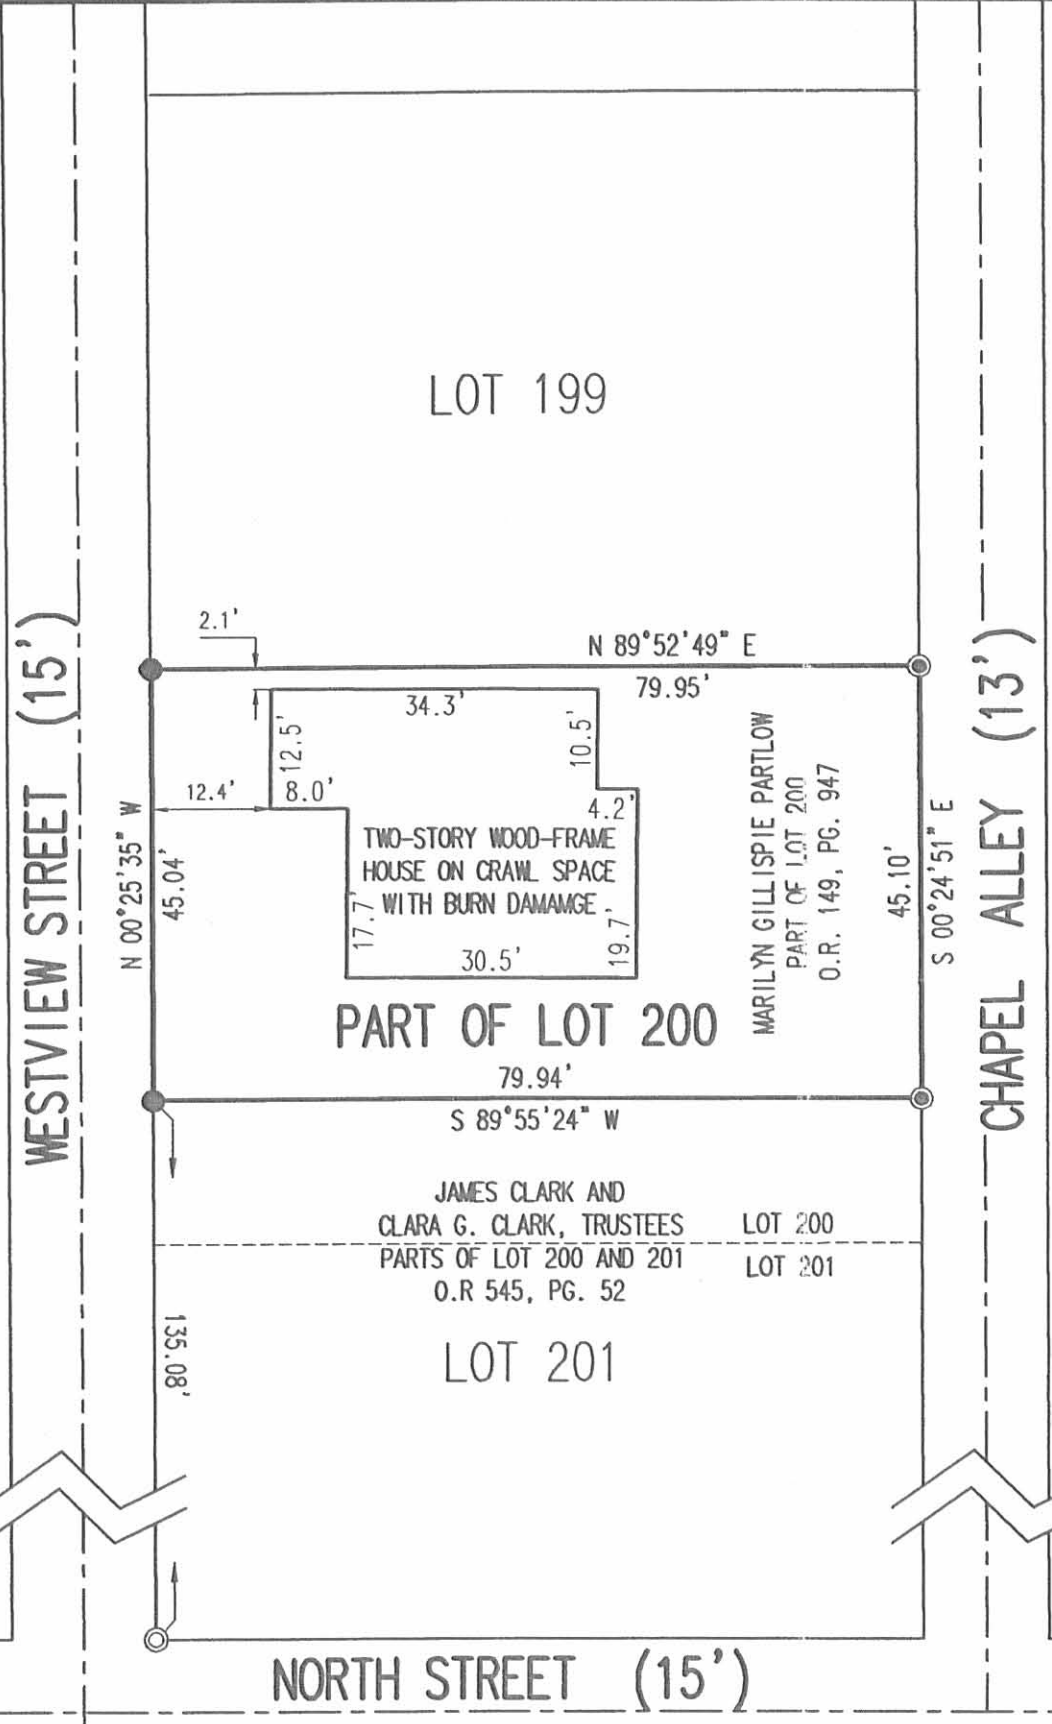 LOT 199
WESTVIEW STREET (15')
CHAPEL ALLEY (13')
2.1'
N 89°52'49" E
79.95'
34.3'
12.5'
10.5'
12.4'
8.0'
4.2'
TWO-STORY WOOD-FRAME
HOUSE ON CRAWL SPACE
WITH BURN DAMAMGE.
17.7'
19.7'
30.5'
N 00°25'35" W
45.04'
MARILYN GILLISPIE PARTLOW
PART OF LOT 200
O.R. 149, PG. 947
45.10'
S 00°24'51" E
PART OF LOT 200
79.94'
S 89°55'24" W
JAMES CLARK AND
CLARA G. CLARK, TRUSTEES
LOT 200
PARTS OF LOT 200 AND 201
LOT 201
O.R 545, PG. 52
135.08'
LOT 201
NORTH STREET (15')